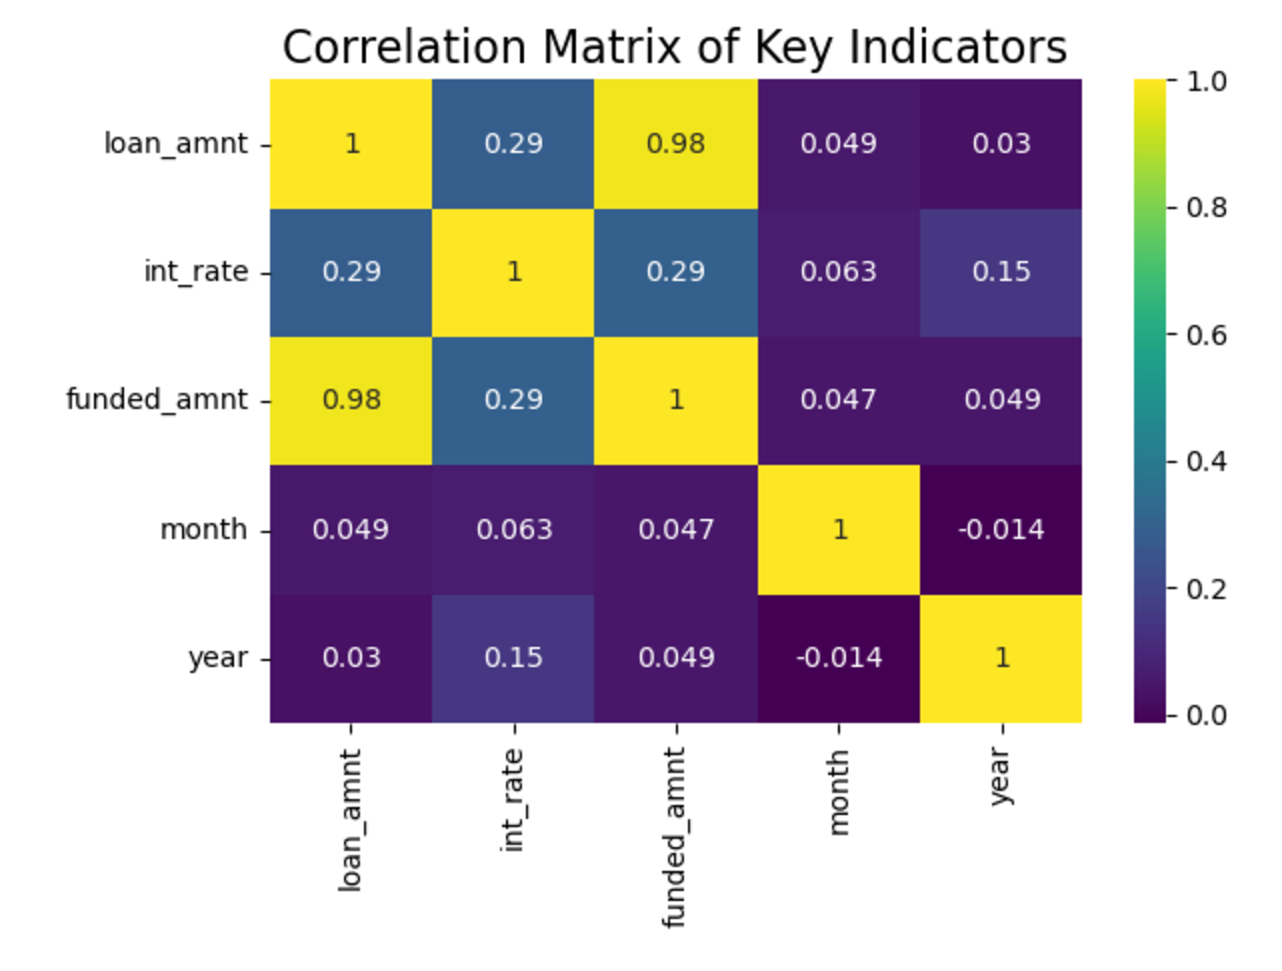 Correlation Matrix of Key Indicators
loan_amnt 1 0.29 0.98 0.049 0.03
int_rate 0.29 1 0.29 0.063 0.15
funded_amnt 0.98 0.29 1 0.047 0.049
month 0.049 0.063 0.047 1 -0.014
year 0.03 0.15 0.049 -0.014 1
loan_amnt int_rate funded_amnt month year
1.0
0.8
0.6
0.4
0.2
0.0